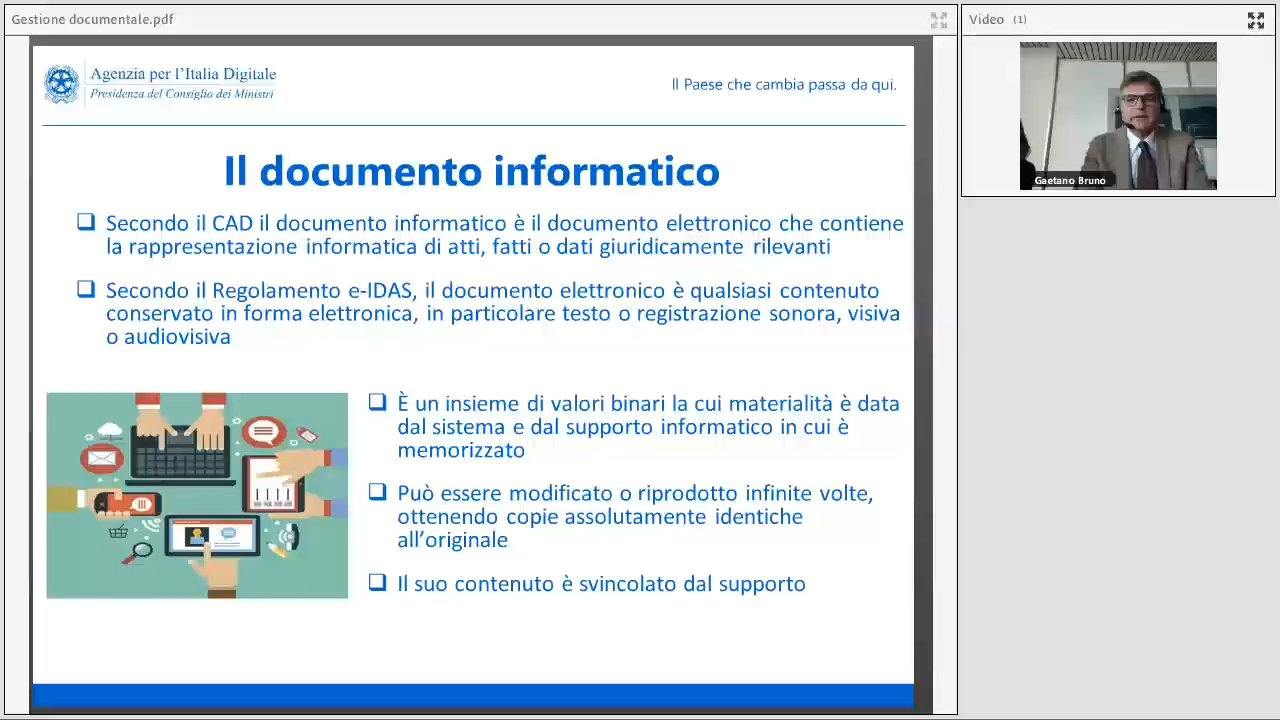 Gestione documentale.pdf
Video (1)
Agenzia per l'Italia Digitale
Presidenza del Consiglio dei Ministri
Il Paese che cambia passa da qui.
Gaetano Bruno
Il documento informatico
Secondo il CAD il documento informatico è il documento elettronico che contiene
la rappresentazione informatica di atti, fatti o dati giuridicamente rilevanti
Secondo il Regolamento e-IDAS, il documento elettronico è qualsiasi contenuto
conservato in forma elettronica, in particolare testo o registrazione sonora, visiva
o audiovisiva
È un insieme di valori binari la cui materialità è data
dal sistema e dal supporto informatico in cui è
memorizzato
Può essere modificato o riprodotto infinite volte,
ottenendo copie assolutamente identiche
all’originale
Il suo contenuto è svincolato dal supporto